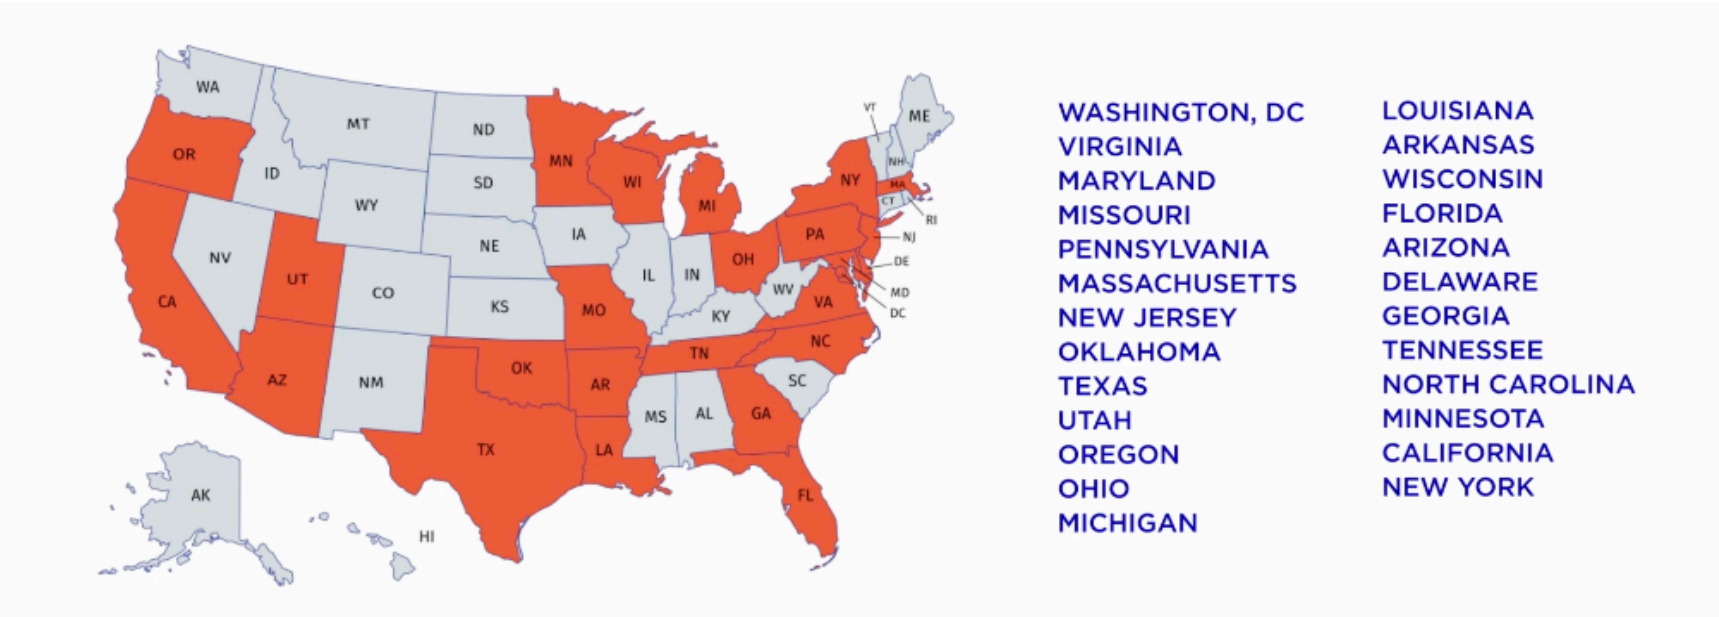 WA
MT
ND
MN
VT
ME
OR
ID
SD
WI
NH
WY
MI
NY
MA
CT
RI
NV
NE
IA
PA
NJ
UT
CO
IL
IN
OH
DE
CA
KS
MO
WV
MD
VA
DC
KY
AZ
NM
OK
AR
TN
NC
SC
MS
AL
GA
TX
LA
FL
AK
HI
WASHINGTON, DC
VIRGINIA
MARYLAND
MISSOURI
PENNSYLVANIA
MASSACHUSETTS
NEW JERSEY
OKLAHOMA
TEXAS
UTAH
OREGON
OHIO
MICHIGAN
LOUISIANA
ARKANSAS
WISCONSIN
FLORIDA
ARIZONA
DELAWARE
GEORGIA
TENNESSEE
NORTH CAROLINA
MINNESOTA
CALIFORNIA
NEW YORK